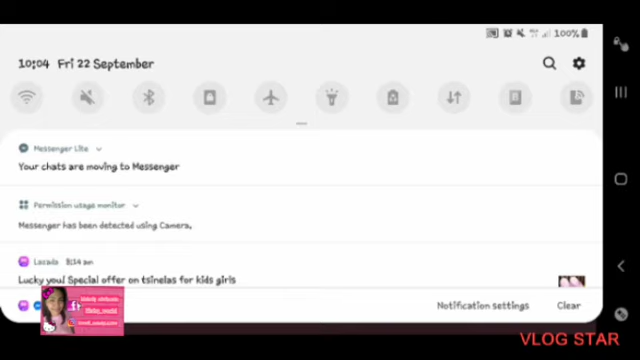 100%
10:04 Fri 22 September
Messenger Lite
Your chats are moving to Messenger
Permission usage monitor
Messenger has been detected using Camera,
Lazada 8:14 am
Lucky you! Special offer on tsinelas for kids girls
Notification settings Clear
VLOG STAR